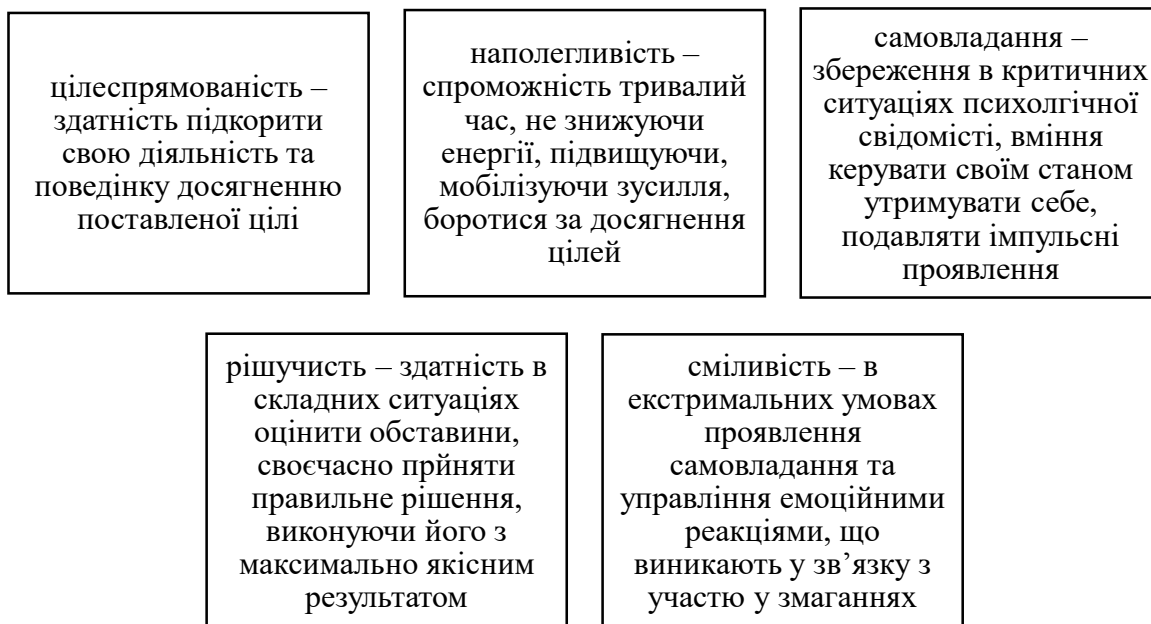 цілеспрямованість –
здатність підкорити
свою діяльність та
поведінку досягненню
поставленої цілі
наполегливість –
спроможність тривалий
час, не знижуючи
енергії, підвищуючи,
мобілізуючи зусилля,
боротися за досягнення
цілей
самовладання –
збереження в критичних
ситуаціях психолгічної
свідомісті, вміння
керувати своїм станом
утримувати себе,
подавляти імпульсні
проявлення
рішучисть – здатність в
складних ситуаціях
оцінити обставини,
своєчасно прйняти
правильне рішення,
виконуючи його з
максимально якісним
результатом
сміливість – в
екстримальних умовах
проявлення
самовладання та
управління емоційними
реакціями, що
виникають у зв’язку з
участю у змаганнях